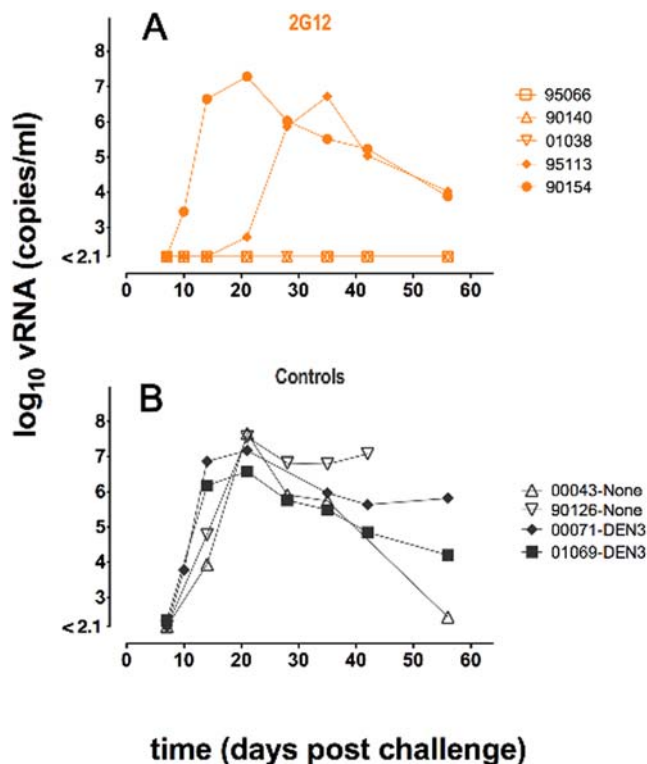 A
2G12
8
7
6
5
4
3
< 2.1
0 10 20 30 40 50 60
95066
90140
01038
95113
90154
log10 vRNA (copies/ml)
B
Controls
8
7
6
5
4
3
< 2.1
0 10 20 30 40 50 60
00043-None
90126-None
00071-DEN3
01069-DEN3
time (days post challenge)